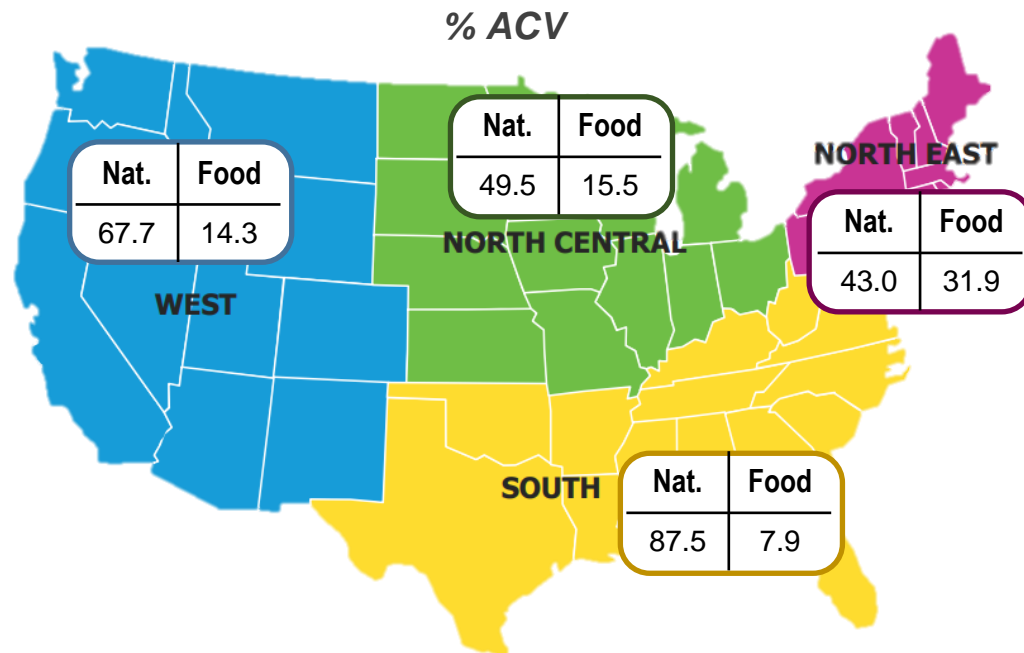 % ACV
Nat. Food
67.7 14.3
WEST
Nat. Food
49.5 15.5
NORTH CENTRAL
NORTH EAST
Nat. Food
43.0 31.9
SOUTH
Nat. Food
87.5 7.9